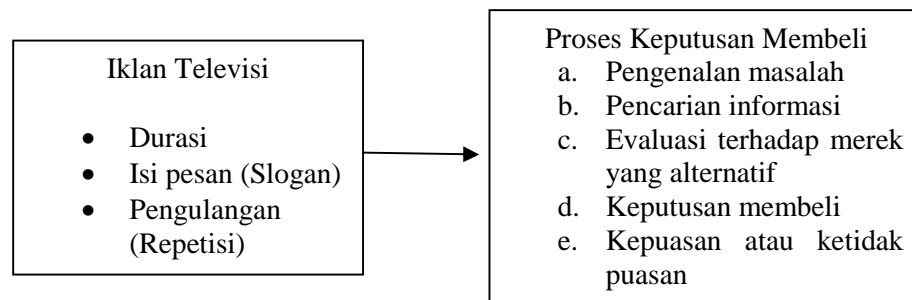 Iklan Televisi
• Durasi
• Isi pesan (Slogan)
• Pengulangan
(Repetisi)
Proses Keputusan Membeli
a. Pengenalan masalah
b. Pencarian informasi
c. Evaluasi terhadap merek
yang alternatif
d. Keputusan membeli
e. Kepuasan atau ketidak
puasan